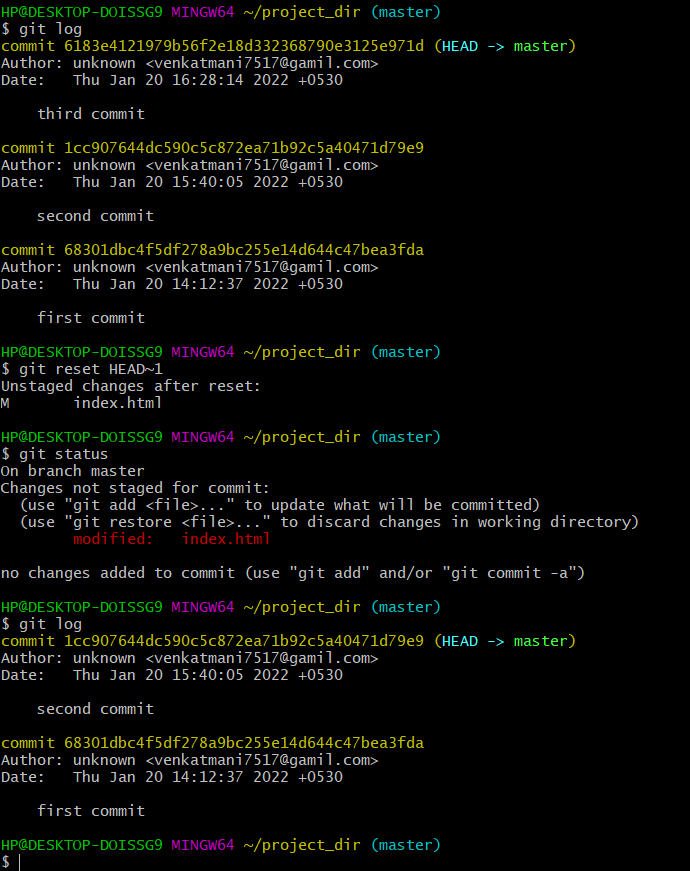 HP@DESKTOP-DOISSG9 MINGW64 ~/project_dir (master)
$ git log
commit 6183e4121979b56f2e18d332368790e3125e971d (HEAD -> master)
Author: unknown <venkatmani7517@gamil.com>
Date:   Thu Jan 20 16:28:14 2022 +0530

    third commit

commit 1cc907644dc590c5c872ea71b92c5a40471d79e9
Author: unknown <venkatmani7517@gamil.com>
Date:   Thu Jan 20 15:40:05 2022 +0530

    second commit

commit 68301dbc4f5df278a9bc255e14d644c47bea3fda
Author: unknown <venkatmani7517@gamil.com>
Date:   Thu Jan 20 14:12:37 2022 +0530

    first commit

HP@DESKTOP-DOISSG9 MINGW64 ~/project_dir (master)
$ git reset HEAD~1
Unstaged changes after reset:
M       index.html

HP@DESKTOP-DOISSG9 MINGW64 ~/project_dir (master)
$ git status
On branch master
Changes not staged for commit:
  (use "git add <file>..." to update what will be committed)
  (use "git restore <file>..." to discard changes in working directory)
        modified:   index.html

no changes added to commit (use "git add" and/or "git commit -a")

HP@DESKTOP-DOISSG9 MINGW64 ~/project_dir (master)
$ git log
commit 1cc907644dc590c5c872ea71b92c5a40471d79e9 (HEAD -> master)
Author: unknown <venkatmani7517@gamil.com>
Date:   Thu Jan 20 15:40:05 2022 +0530

    second commit

commit 68301dbc4f5df278a9bc255e14d644c47bea3fda
Author: unknown <venkatmani7517@gamil.com>
Date:   Thu Jan 20 14:12:37 2022 +0530

    first commit

HP@DESKTOP-DOISSG9 MINGW64 ~/project_dir (master)
$